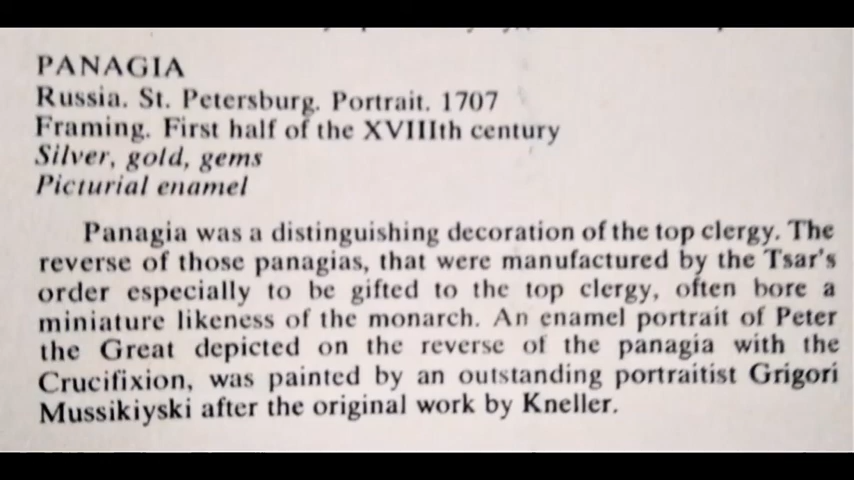 PANAGIA
Russia. St. Petersburg. Portrait. 1707
Framing. First half of the XVIIIth century
Silver, gold, gems
Picturial enamel
Panagia was a distinguishing decoration of the top clergy. The
reverse of those panagias, that were manufactured by the Tsar's
order especially to be gifted to the top clergy, often bore a
miniature likeness of the monarch. An enamel portrait of Peter
the Great depicted on the reverse of the panagia with the
Crucifixion, was painted by an outstanding portraitist Grigori
Mussikiyski after the original work by Kneller.